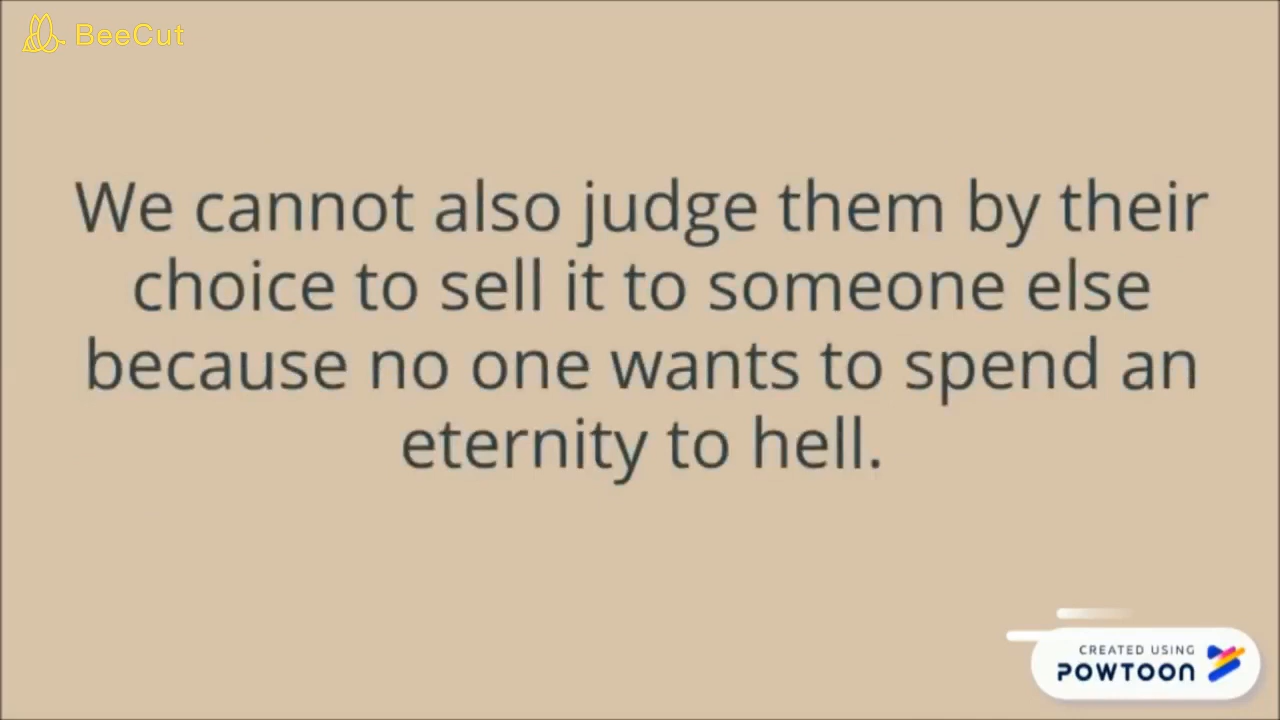 BeeCut
We cannot also judge them by their
choice to sell it to someone else
because no one wants to spend an
eternity to hell.
CREATED USING
POWTOON